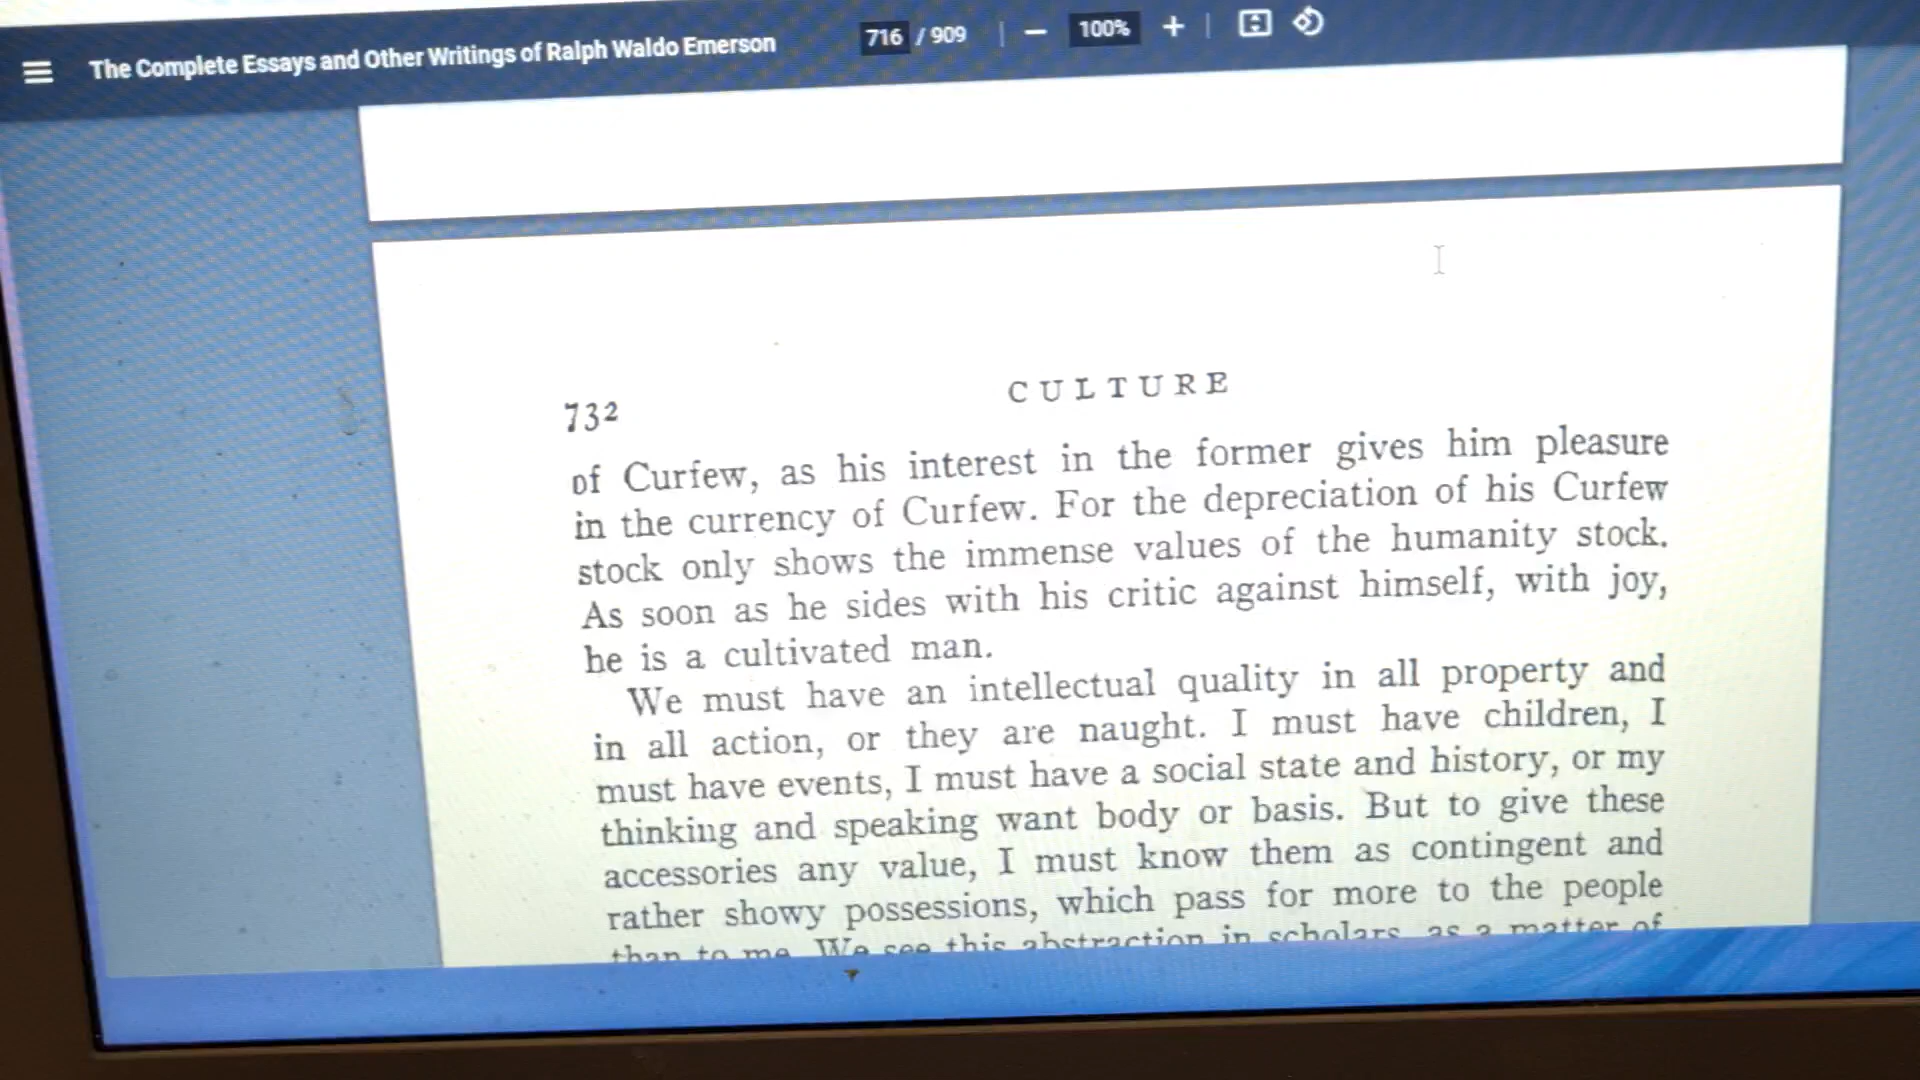 The Complete Essays and Other Writings of Ralph Waldo Emerson
716 / 909
100%
732
CULTURE
of Curfew, as his interest in the former gives him pleasure
in the currency of Curfew. For the depreciation of his Curfew
stock only shows the immense values of the humanity stock.
As soon as he sides with his critic against himself, with joy,
he is a cultivated man.
We must have an intellectual quality in all property and
in all action, or they are naught. I must have children, I
must have events, I must have a social state and history, or my
thinking and speaking want body or basis. But to give these
accessories any value, I must know them as contingent and
rather showy possessions, which pass for more to the people
than to me. We see this abstraction in scholars, as a matter of